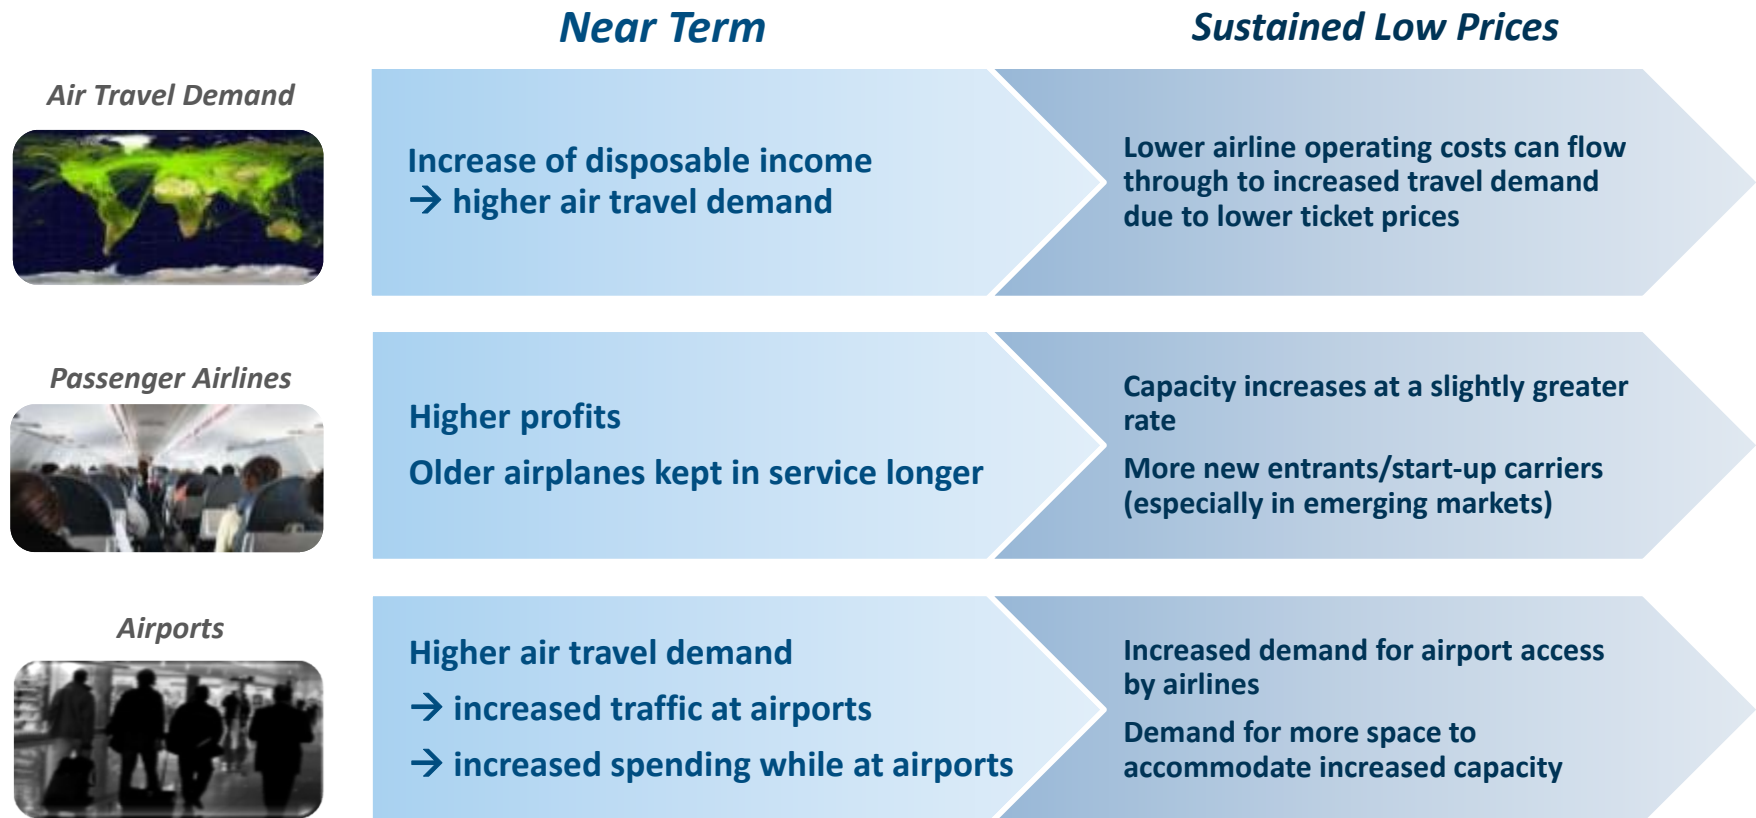 Near Term
Sustained Low Prices
Air Travel Demand
Increase of disposable income
→ higher air travel demand
Lower airline operating costs can flow
through to increased travel demand
due to lower ticket prices
Passenger Airlines
Higher profits
Older airplanes kept in service longer
Capacity increases at a slightly greater
rate
More new entrants/start-up carriers
(especially in emerging markets)
Airports
Higher air travel demand
→ increased traffic at airports
→ increased spending while at airports
Increased demand for airport access
by airlines
Demand for more space to
accommodate increased capacity